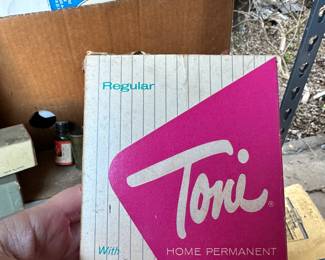 Regular
Toni®
With
HOME PERMANENT